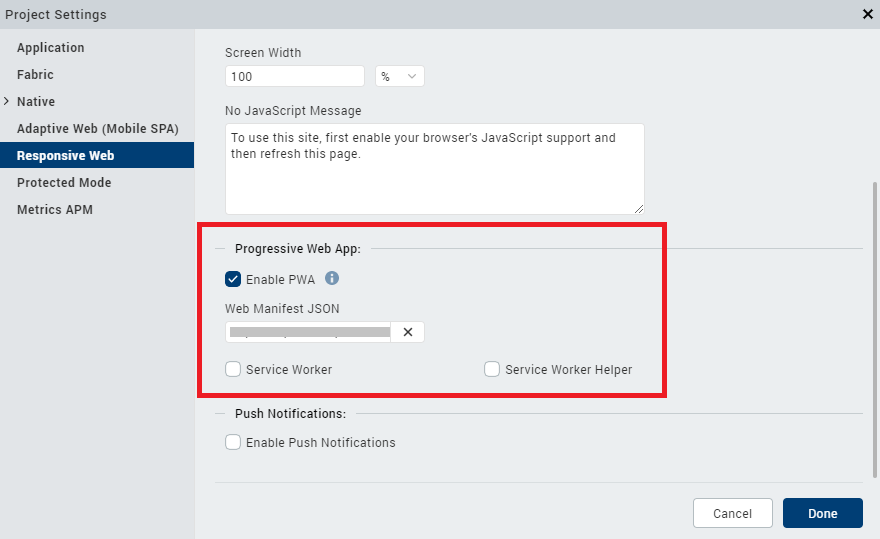 Project Settings
Application
Fabric
Native
Adaptive Web (Mobile SPA)
Responsive Web
Protected Mode
Metrics APM
Screen Width
100
%
No JavaScript Message
To use this site, first enable your browser's JavaScript support and
then refresh this page.
Progressive Web App:
Enable PWA
Web Manifest JSON
Service Worker
Service Worker Helper
Push Notifications:
Enable Push Notifications
Cancel
Done